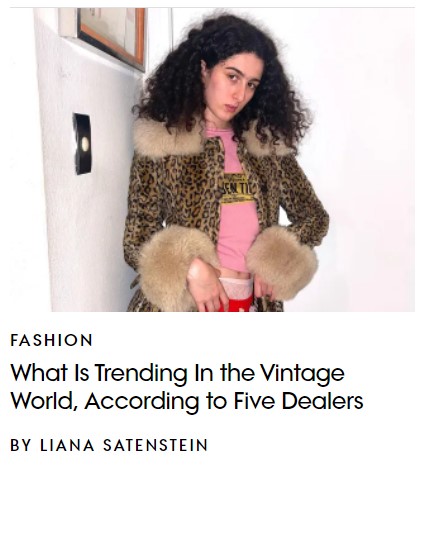 FASHION
What Is Trending In the Vintage
World, According to Five Dealers
BY LIANA SATENSTEIN